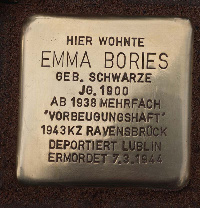 HIER WOHNTE
EMMA BORIES
GEB. SCHWARZE
JG. 1900
AB 1938 MEHRFACH
"VORBEUGUNGSHAFT"
1943 KZ RAVENSBRÜCK
DEPORTIERT LUBLIN
ERMORDET 7.3.1944